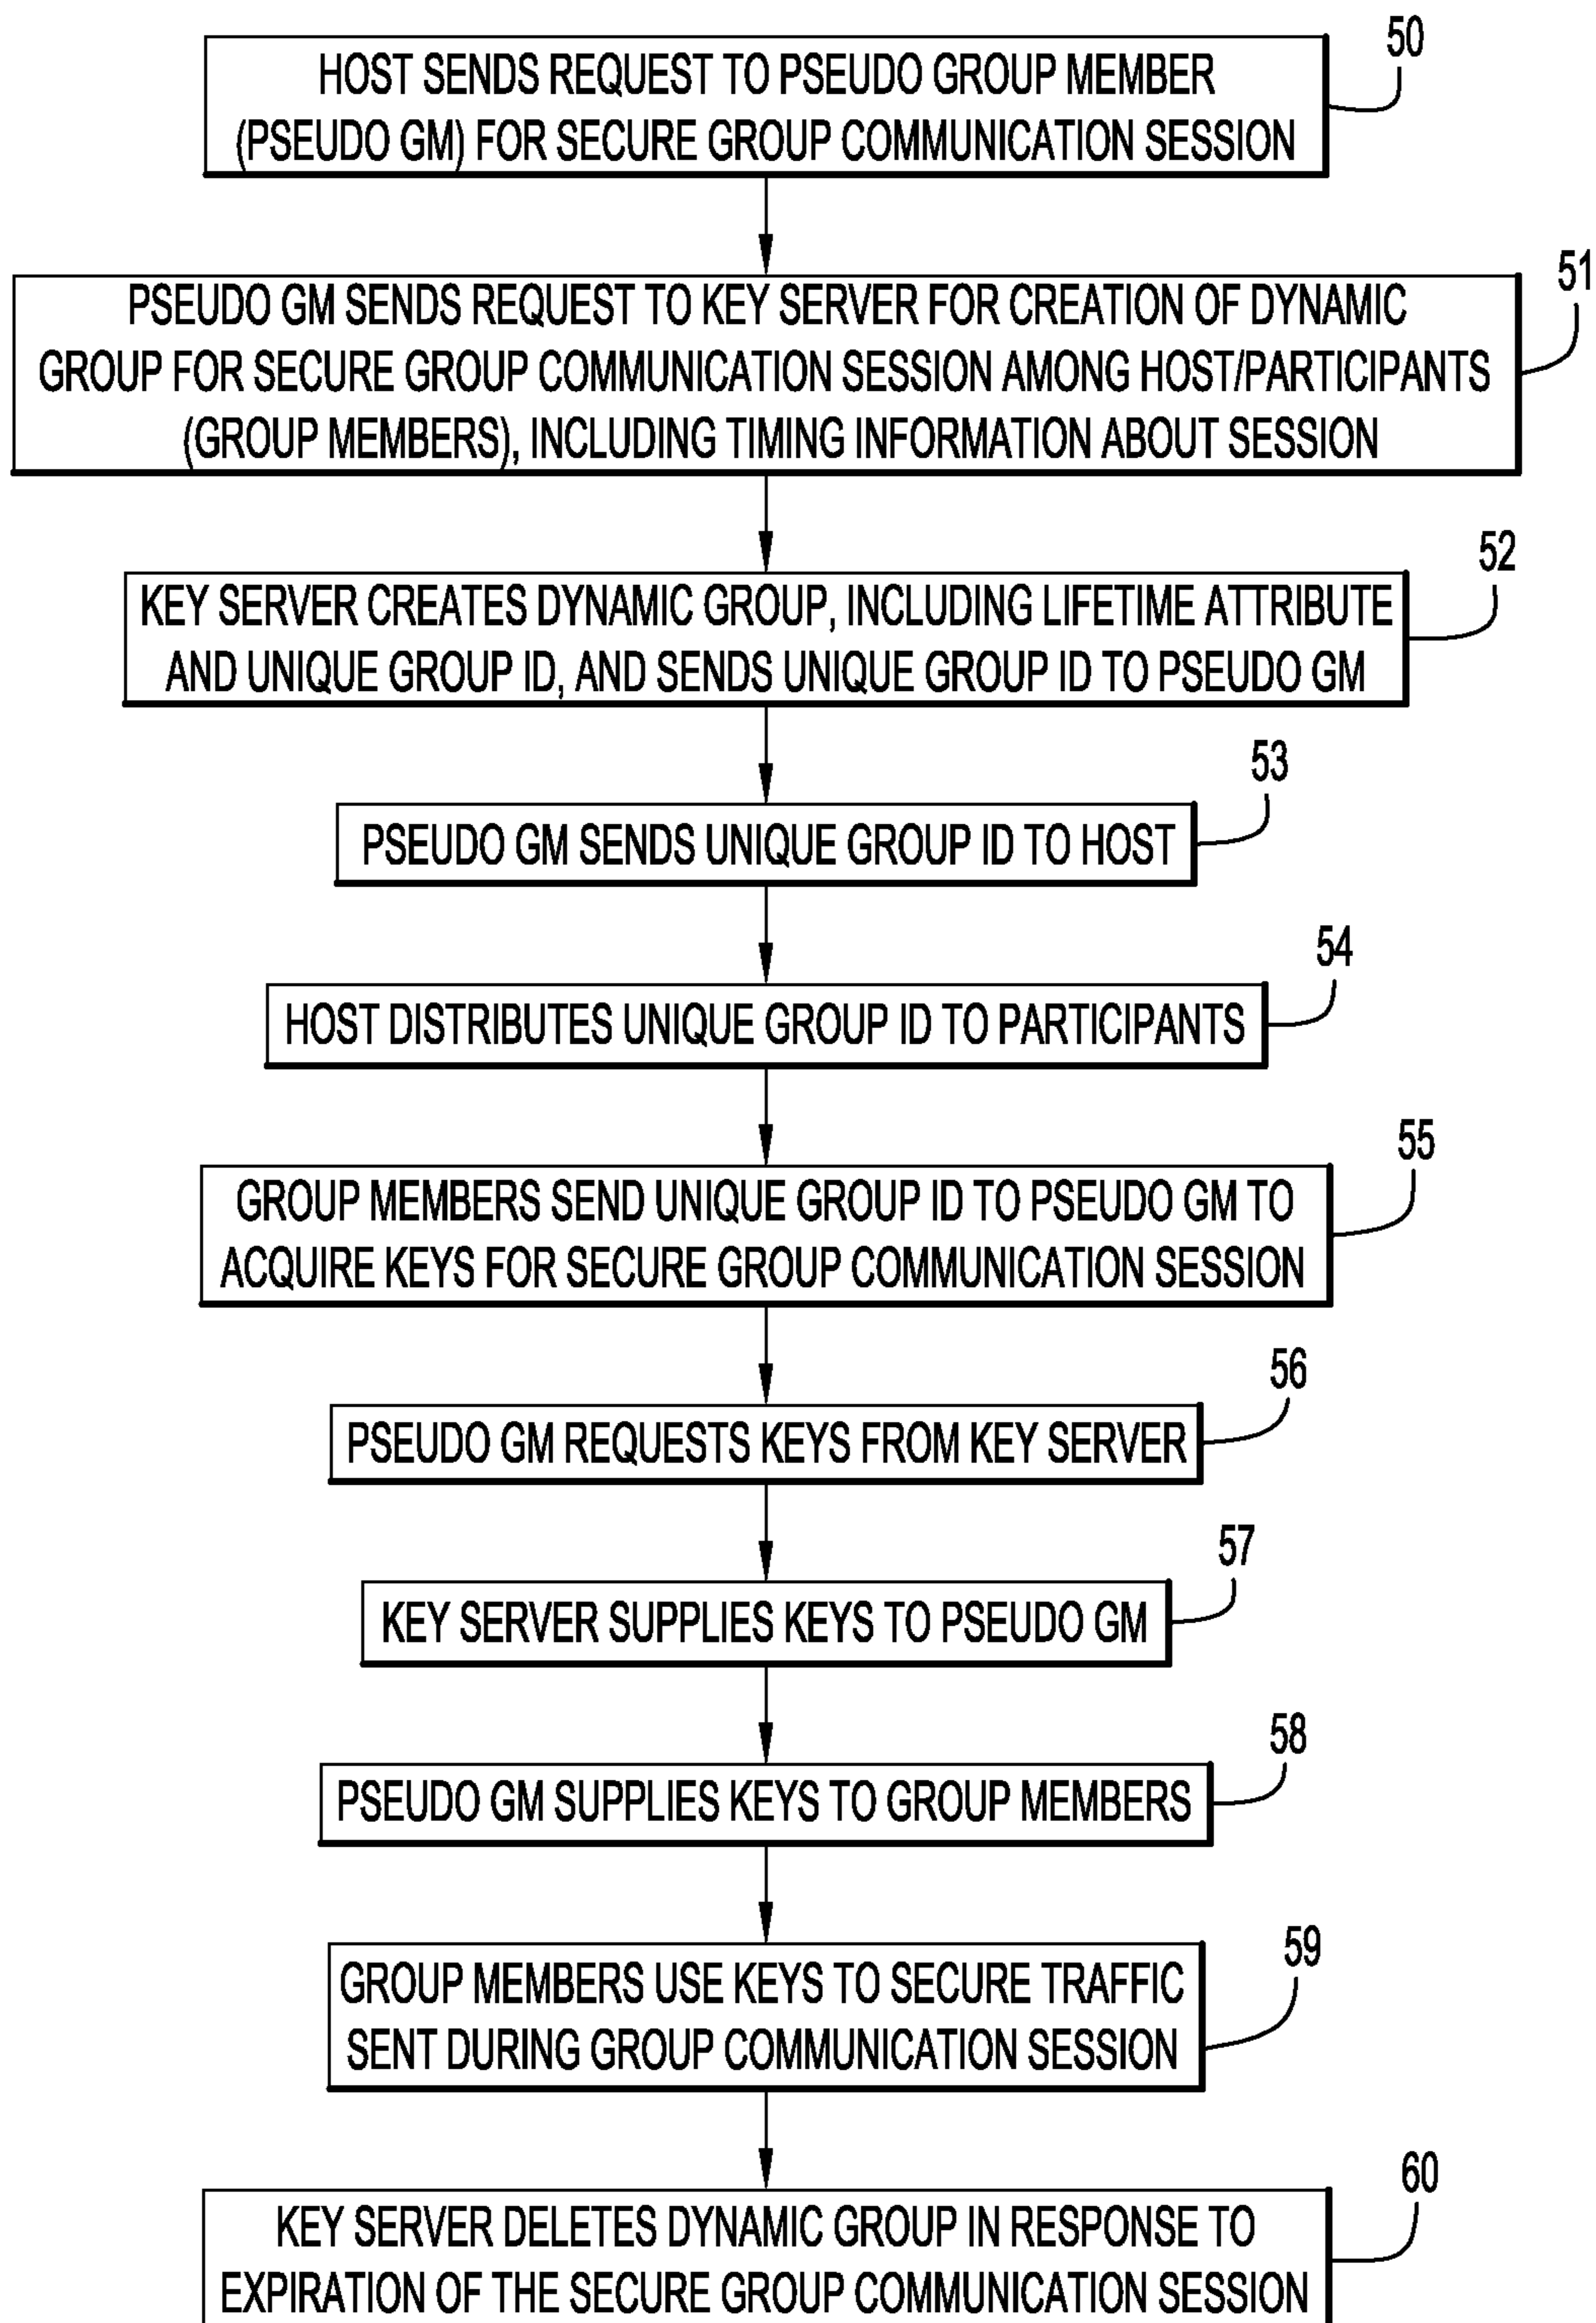 50
HOST SENDS REQUEST TO PSEUDO GROUP MEMBER
(PSEUDO GM) FOR SECURE GROUP COMMUNICATION SESSION
51
PSEUDO GM SENDS REQUEST TO KEY SERVER FOR CREATION OF DYNAMIC
GROUP FOR SECURE GROUP COMMUNICATION SESSION AMONG HOST/PARTICIPANTS
(GROUP MEMBERS), INCLUDING TIMING INFORMATION ABOUT SESSION
52
KEY SERVER CREATES DYNAMIC GROUP, INCLUDING LIFETIME ATTRIBUTE
AND UNIQUE GROUP ID, AND SENDS UNIQUE GROUP ID TO PSEUDO GM
53
PSEUDO GM SENDS UNIQUE GROUP ID TO HOST
54
HOST DISTRIBUTES UNIQUE GROUP ID TO PARTICIPANTS
55
GROUP MEMBERS SEND UNIQUE GROUP ID TO PSEUDO GM TO
ACQUIRE KEYS FOR SECURE GROUP COMMUNICATION SESSION
56
PSEUDO GM REQUESTS KEYS FROM KEY SERVER
57
KEY SERVER SUPPLIES KEYS TO PSEUDO GM
58
PSEUDO GM SUPPLIES KEYS TO GROUP MEMBERS
59
GROUP MEMBERS USE KEYS TO SECURE TRAFFIC
SENT DURING GROUP COMMUNICATION SESSION
60
KEY SERVER DELETES DYNAMIC GROUP IN RESPONSE TO
EXPIRATION OF THE SECURE GROUP COMMUNICATION SESSION